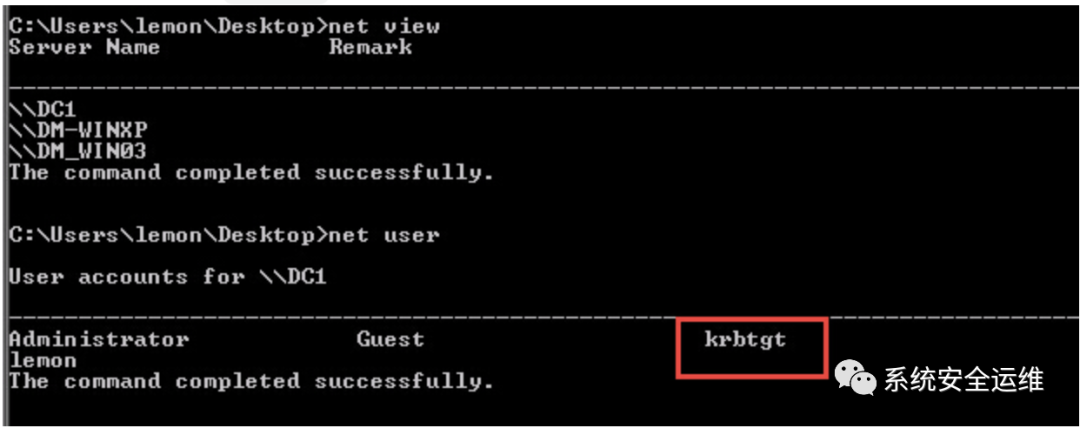 C:\Users\lemon\Desktop>net view
Server Name Remark
-------------------------------------------------------------------------------
\\DC1
\\DM-WINXP
\\DM_WIN03
The command completed successfully.
C:\Users\lemon\Desktop>net user
User accounts for \\DC1
-------------------------------------------------------------------------------
Administrator Guest krbtgt
lemon
The command completed successfully.
系统安全运维